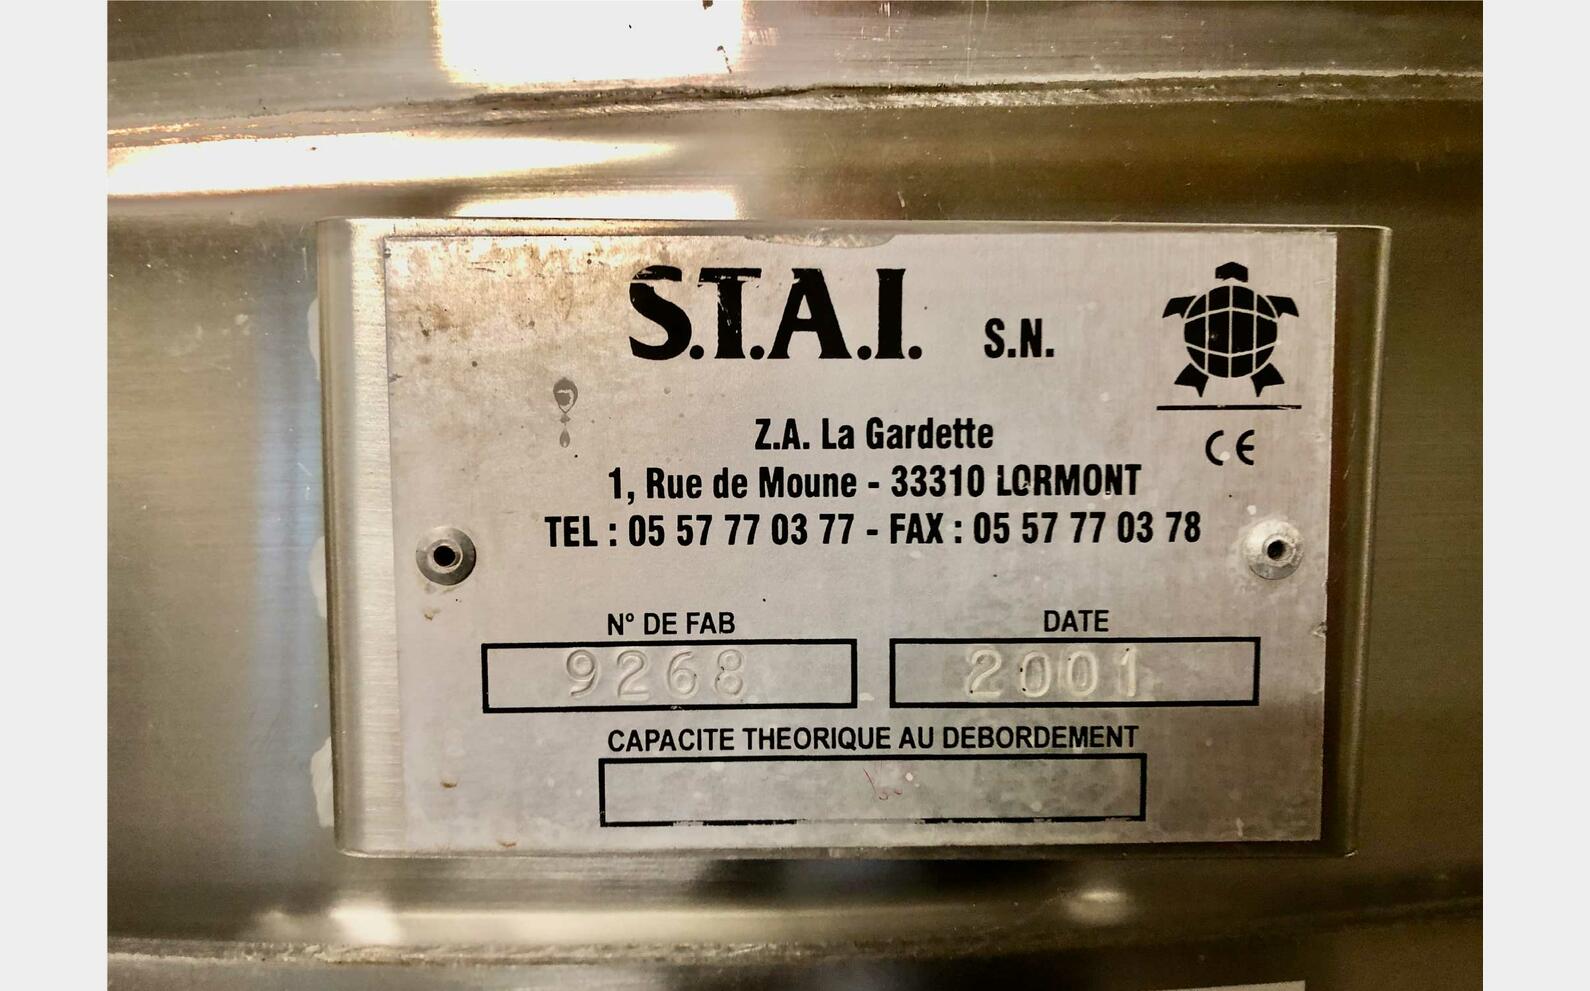 S.T.A.I. S.N.
CE
Z.A. La Gardette
1, Rue de Moune - 33310 LORMONT
TEL : 05 57 77 03 77 - FAX : 05 57 77 03 78
N° DE FAB
DATE
9268
2001
CAPACITE THEORIQUE AU DEBORDEMENT